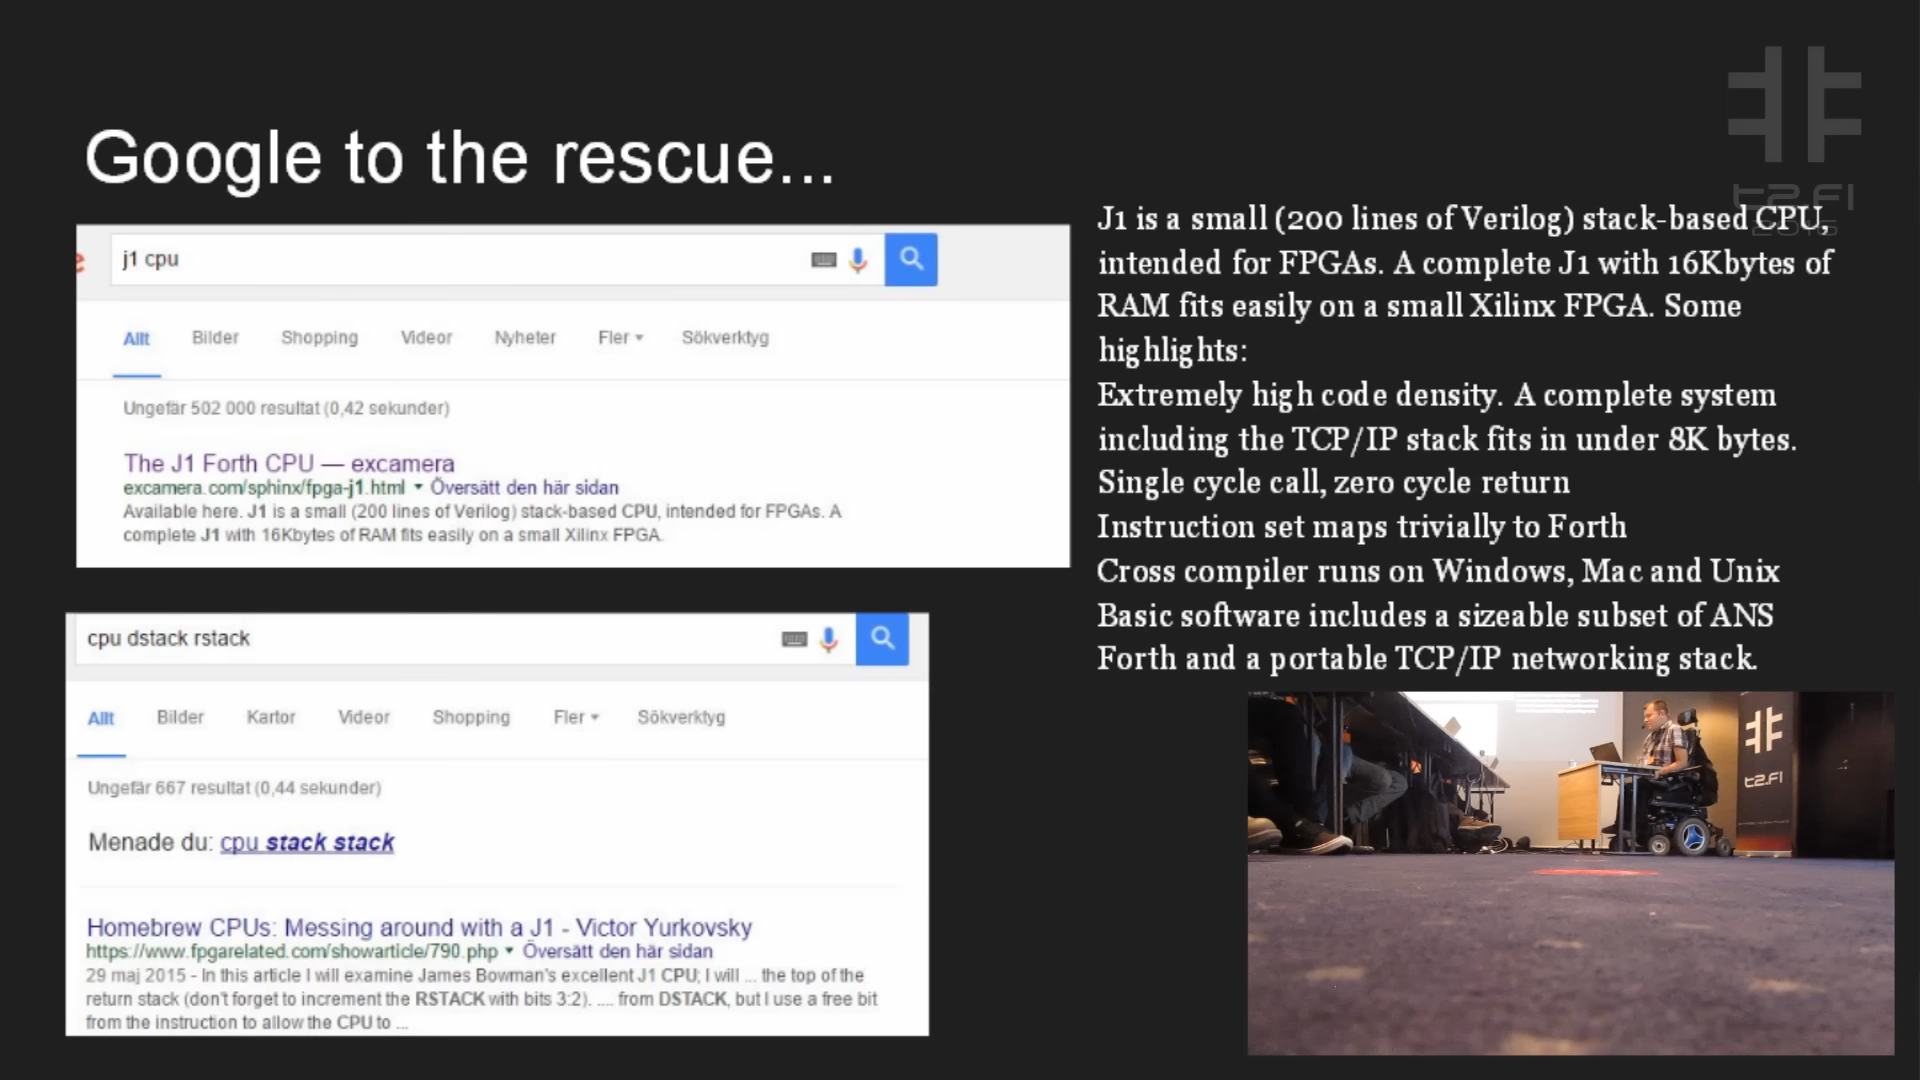 Google to the rescue...
j1 cpu
Allt Bilder Shopping Videor Nyheter Fler Sökverktyg
Ungefär 502 000 resultat (0,42 sekunder)
The J1 Forth CPU — excamera
excamera.com/sphinx/fpga-j1.html Översätt den här sidan
Available here. J1 is a small (200 lines of Verilog) stack-based CPU, intended for FPGAs. A
complete J1 with 16Kbytes of RAM fits easily on a small Xilinx FPGA.
cpu dstack rstack
Allt Bilder Kartor Videor Shopping Fler Sökverktyg
Ungefär 667 resultat (0,44 sekunder)
Menade du: cpu stack stack
Homebrew CPUs: Messing around with a J1 - Victor Yurkovsky
https://www.fpgarelated.com/showarticle/790.php Översätt den här sidan
29 maj 2015 - In this article I will examine James Bowman's excellent J1 CPU; I will ... the top of the
return stack (don't forget to increment the RSTACK with bits 3:2). .... from DSTACK, but I use a free bit
from the instruction to allow the CPU to ...
t2.fi
2016
J1 is a small (200 lines of Verilog) stack-based CPU,
intended for FPGAs. A complete J1 with 16Kbytes of
RAM fits easily on a small Xilinx FPGA. Some
highlights:
Extremely high code density. A complete system
including the TCP/IP stack fits in under 8K bytes.
Single cycle call, zero cycle return
Instruction set maps trivially to Forth
Cross compiler runs on Windows, Mac and Unix
Basic software includes a sizeable subset of ANS
Forth and a portable TCP/IP networking stack.
t2.fi